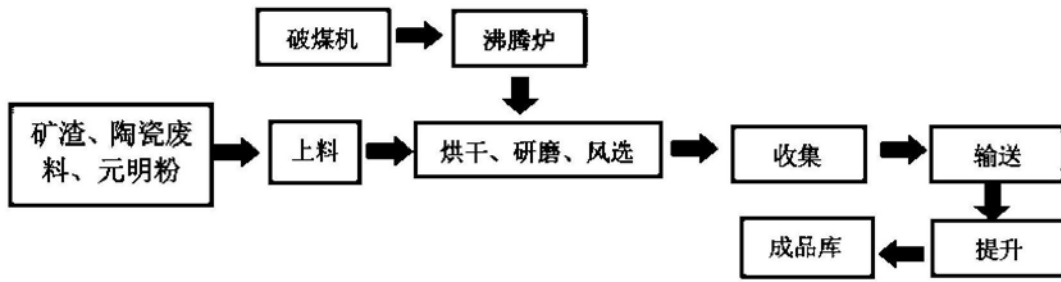 破煤机
沸腾炉
矿渣、陶瓷废
料、元明粉
上料
烘干、研磨、风选
收集
输送
成品库
提升